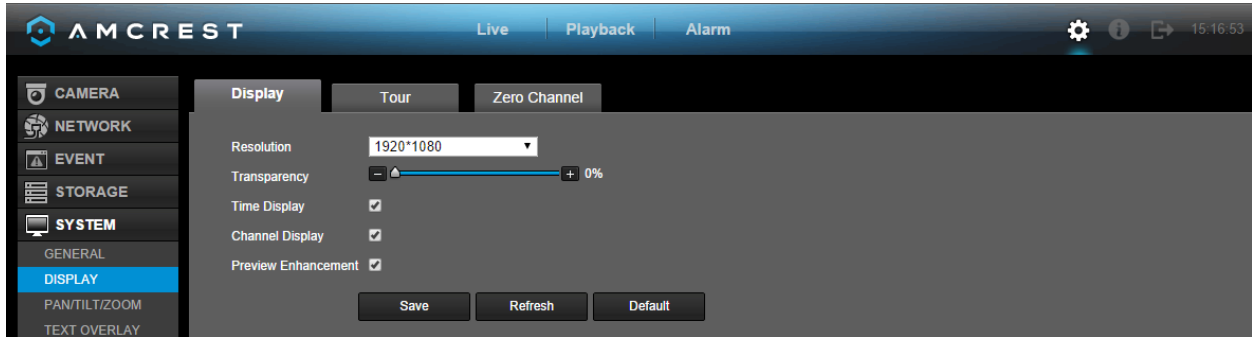 AMCREST
Live Playback Alarm
15:16:53
CAMERA
NETWORK
EVENT
STORAGE
SYSTEM
GENERAL
DISPLAY
PAN/TILT/ZOOM
TEXT OVERLAY
Display Tour Zero Channel
Resolution 1920*1080
Transparency 0%
Time Display
Channel Display
Preview Enhancement
Save Refresh Default